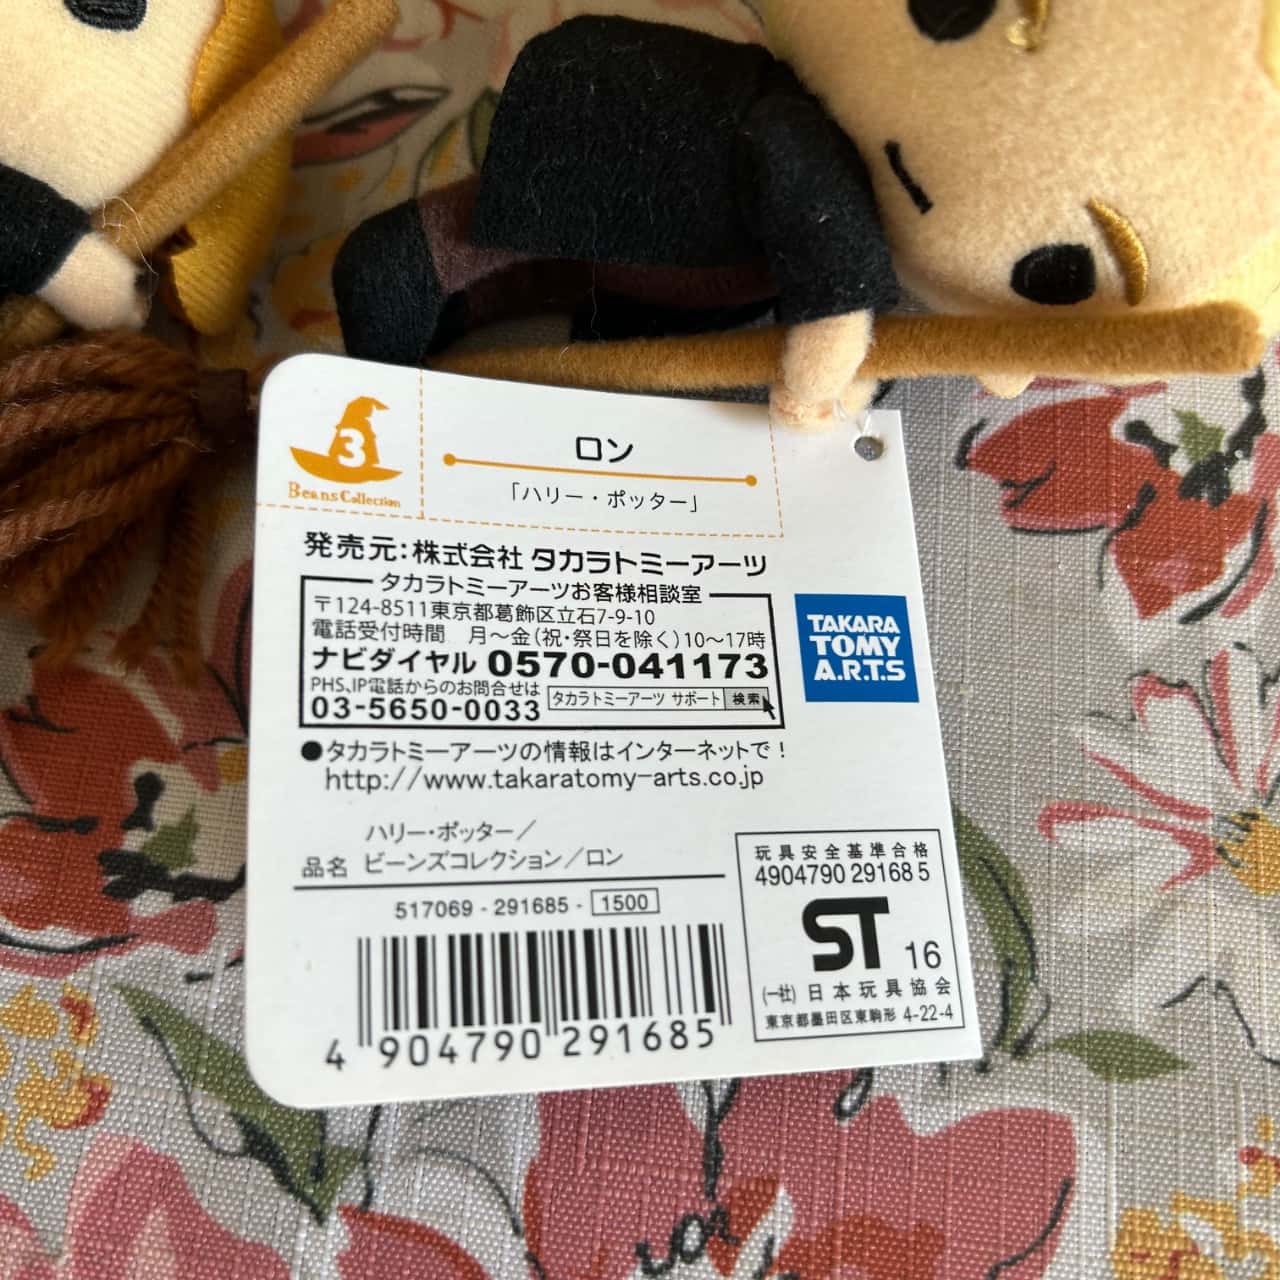 3
Beans Collection
ロン
「ハリー・ポッター」
発売元:株式会社 タカラトミーアーツ
タカラトミーアーツお客様相談室
〒124-8511東京都葛飾区立石7-9-10
電話受付時間 月〜金(祝・祭日を除く)10〜17時
ナビダイヤル 0570-041173
PHS、IP電話からのお問合せは
03-5650-0033
タカラトミーアーツ サポート 検索
TAKARA
TOMY
A.R.T.S
●タカラトミーアーツの情報はインターネットで!
http://www.takaratomy-arts.co.jp
ハリー・ポッター/
品名 ビーンズコレクション/ロン
517069 - 291685 - 1500
4 904790 291685
玩具安全基準合格
4904790 29168 5
ST 16
(一社) 日本玩具協会
東京都墨田区東駒形 4-22-4